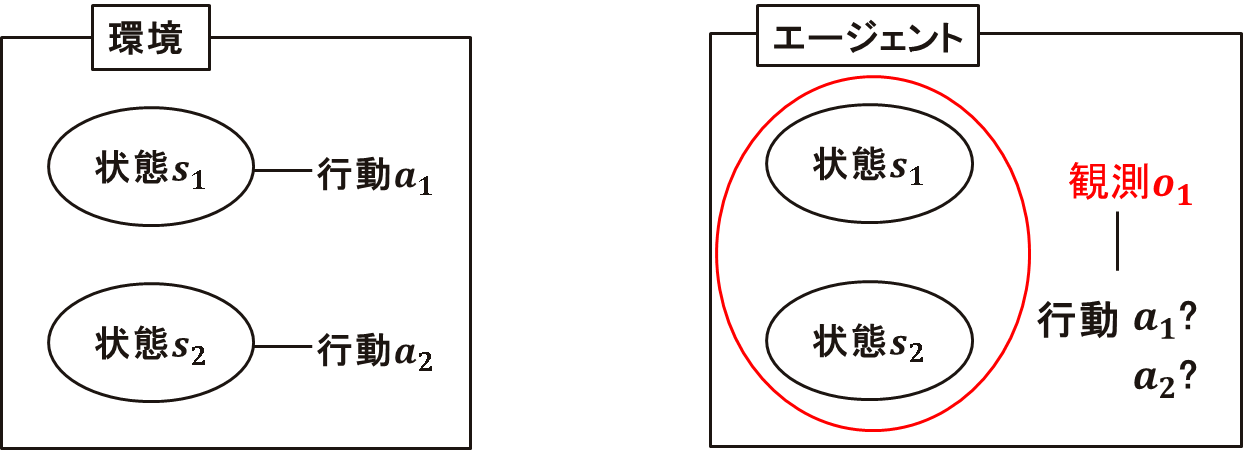 環境
状態s₁
行動a₁
状態s₂
行動a₂
エージェント
状態s₁
状態s₂
観測o₁
行動 a₁?
a₂?